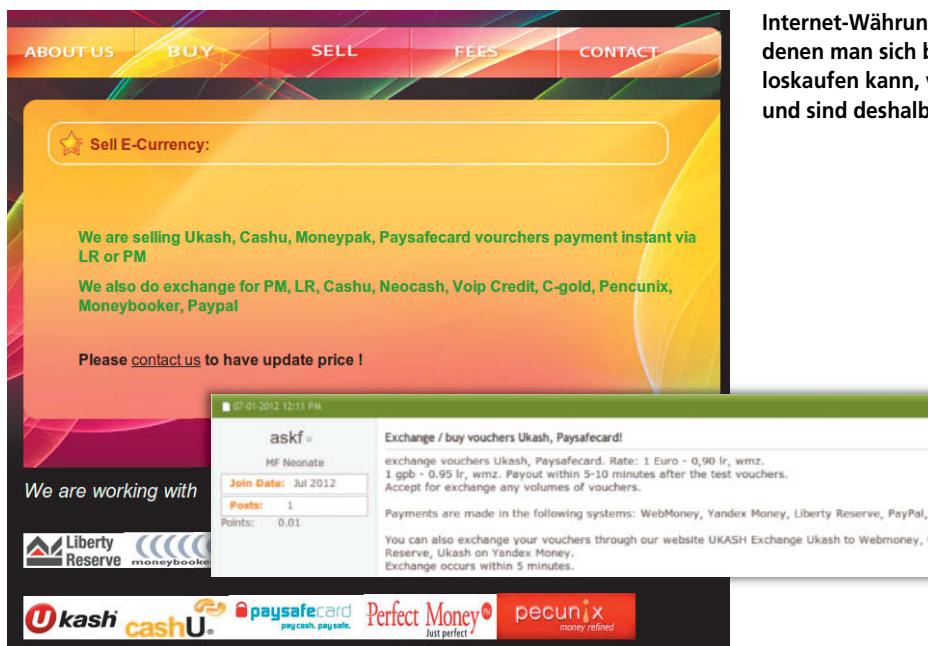 ABOUT US BUY SELL FEES CONTACT
Internet-Währun
denen man sich b
loskaufen kann, v
und sind deshalb
Sell E-Currency:
We are selling Ukash, Cashu, Moneypak, Paysafecard vourchers payment instant via
LR or PM
We also do exchange for PM, LR, Cashu, Neocash, Voip Credit, C-gold, Pencunix,
Moneybooker, Paypal
Please contact us to have update price !
07-01-2012 12:11 PM
askf
MF Neonate
Join Date: Jul 2012
Posts: 1
Points: 0.01
Exchange / buy vouchers Ukash, Paysafecard!
exchange vouchers Ukash, Paysafecard. Rate: 1 Euro - 0,90 lr, wmz.
1 gpb - 0.95 lr, wmz. Payout within 5-10 minutes after the test vouchers.
Accept for exchange any volumes of vouchers.
Payments are made in the following systems: WebMoney, Yandex Money, Liberty Reserve, PayPal,
You can also exchange your vouchers through our website UKASH Exchange Ukash to Webmoney,
Reserve, Ukash on Yandex Money.
Exchange occurs within 5 minutes.
We are working with
Liberty
Reserve
moneybooke
Ukash
cashU
paysafecard
pay cash. pay safe.
Perfect Money PM
Just perfect
pecunix
money refined